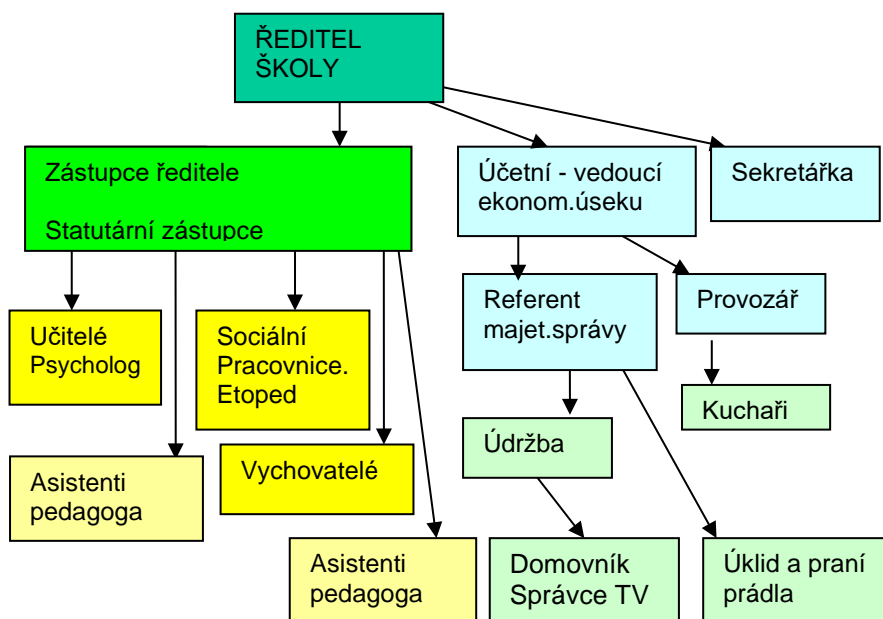 ŘEDITEL
ŠKOLY
Zástupce ředitele
Statutární zástupce
Účetní - vedoucí
ekonom.úseku
Sekretářka
Referent
majet.správy
Provozář
Učitelé
Psycholog
Sociální
Pracovnice.
Etoped
Kuchaři
Údržba
Vychovatelé
Asistenti
pedagoga
Asistenti
pedagoga
Domovník
Správce TV
Úklid a praní
prádla